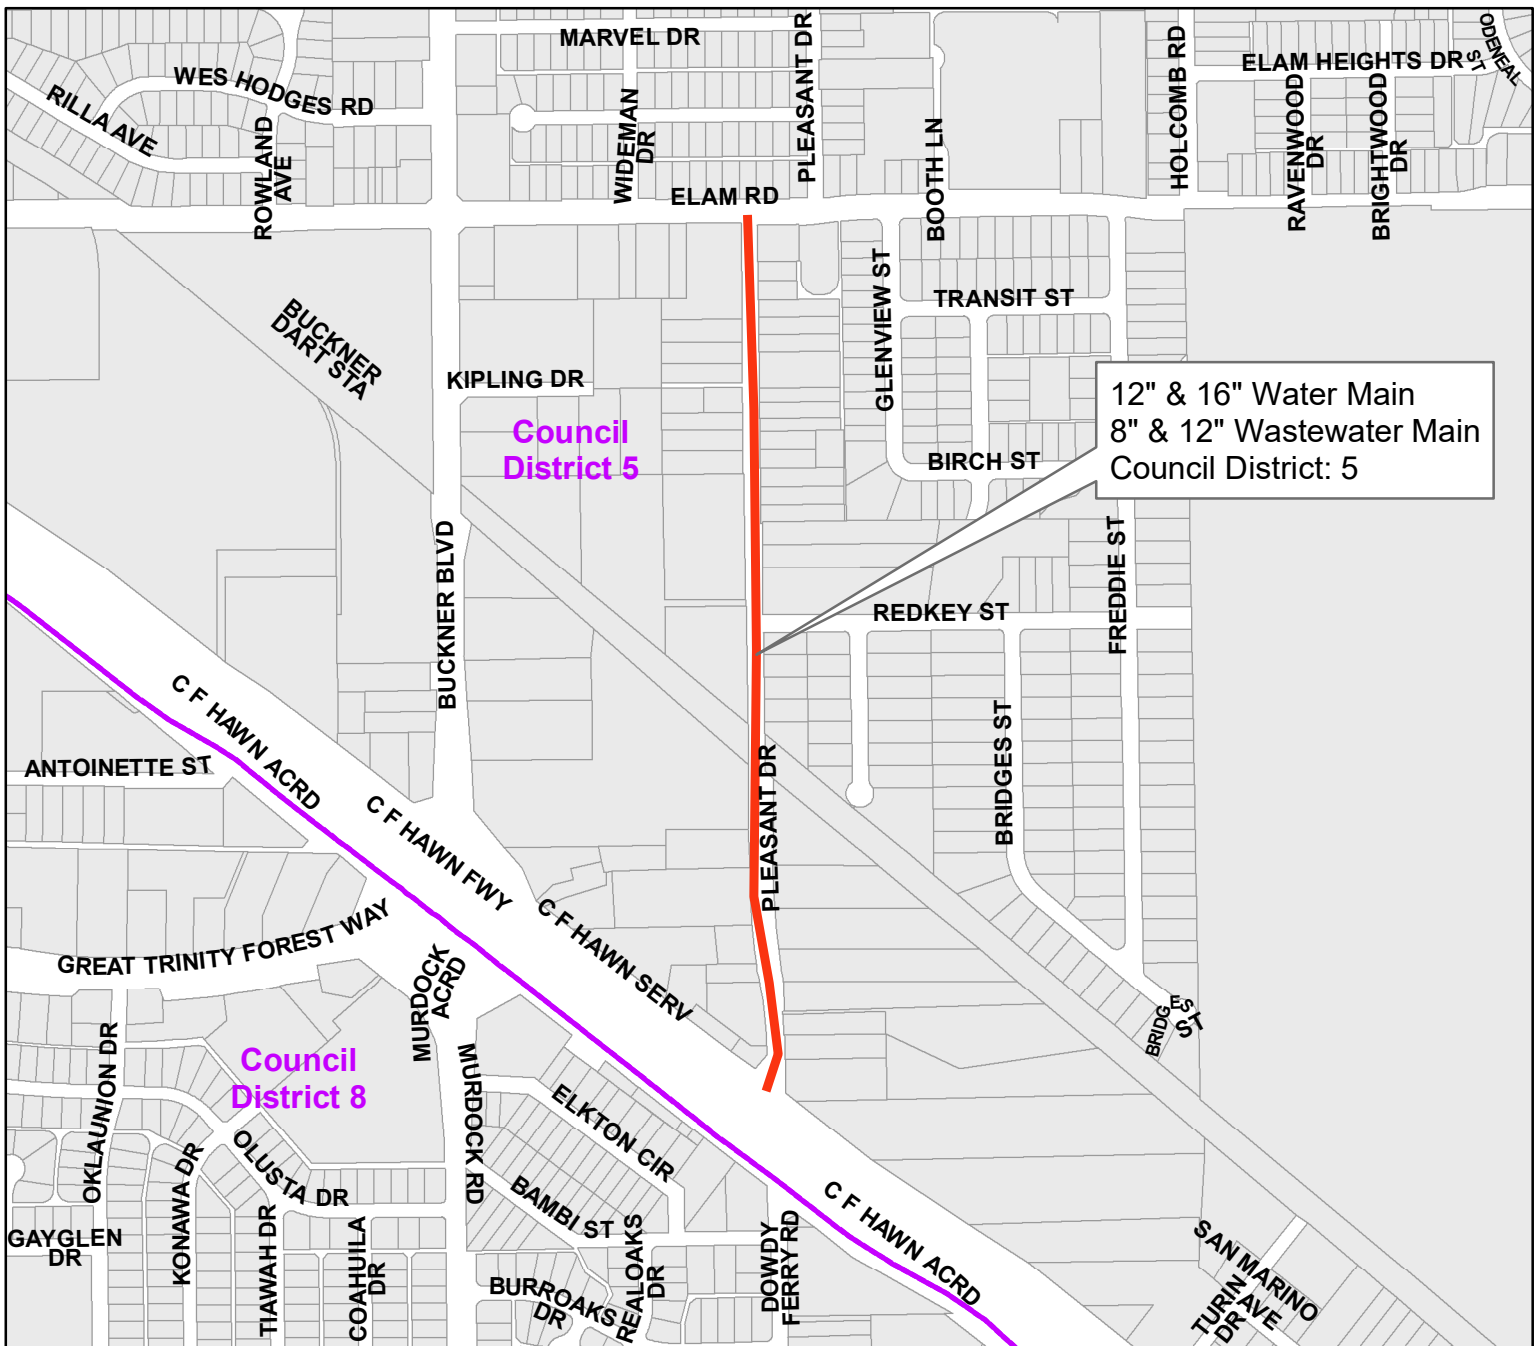 MARVEL DR
PLEASANT DR
WES HODGES RD
RILLA AVE
ROWLAND
AVE
WIDEMAN
DR
BOOTH LN
HOLCOMB RD
ELAM HEIGHTS DR
ODENEAL
ST
RAVENWOOD
DR
BRIGHTWOOD
DR
ELAM RD
GLENVIEW ST
TRANSIT ST
BUCKNER
DART STA
KIPLING DR
Council
District 5
12" & 16" Water Main
8" & 12" Wastewater Main
Council District: 5
BIRCH ST
BUCKNER BLVD
FREDDIE ST
REDKEY ST
C F HAWN ACRD
ANTOINETTE ST
C F HAWN FWY
PLEASANT DR
BRIDGES ST
C F HAWN SERV
GREAT TRINITY FOREST WAY
MURDOCK
ACRD
BRIDGES ST
ST
OKLAUNION DR
Council
District 8
MURDOCK RD
ELKTON CIR
KONAWA DR
OLUSTA DR
BAMBI ST
C F HAWN ACRD
GAYGLEN
DR
TIAWAH DR
COAHUILA
DR
BURROAKS
DR
REALOAKS
DR
DOWDY
FERRY RD
SAN MARINO
AVE
TURIN
DR